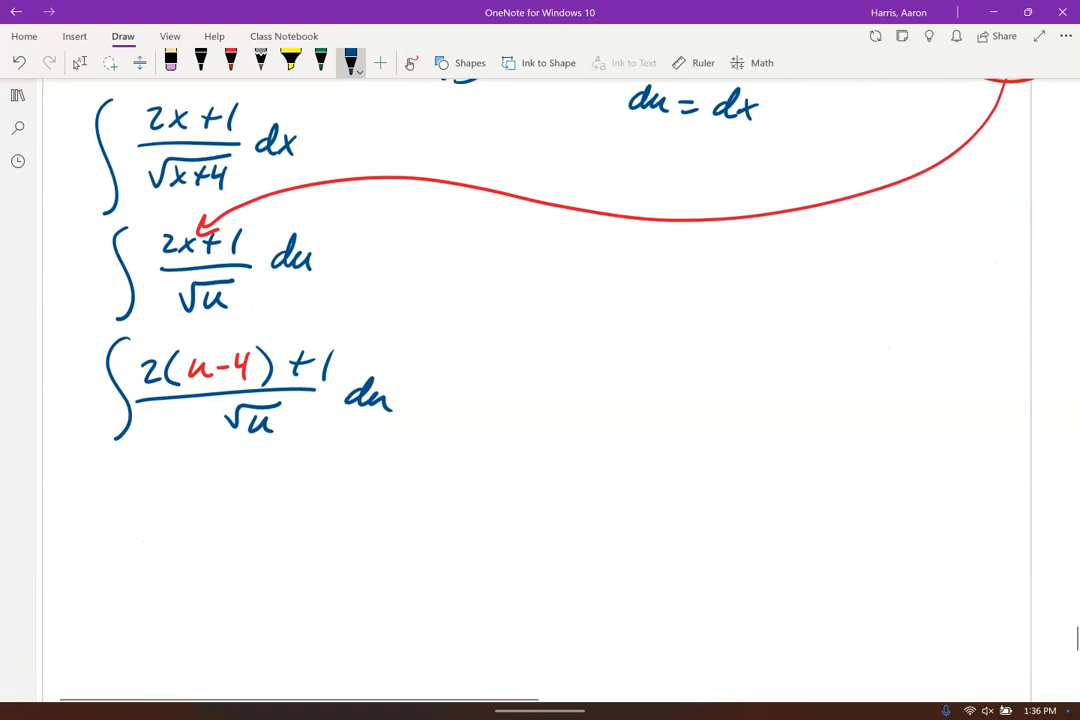 OneNote for Windows 10
Harris, Aaron
Home Insert Draw View Help Class Notebook
Share
Shapes Ink to Shape Ink to Text Ruler Math
du = dx
∫ (2x+1)/√(x+4) dx
∫ (2x+1)/√u du
∫ (2(u-4)+1)/√u du
1:36 PM